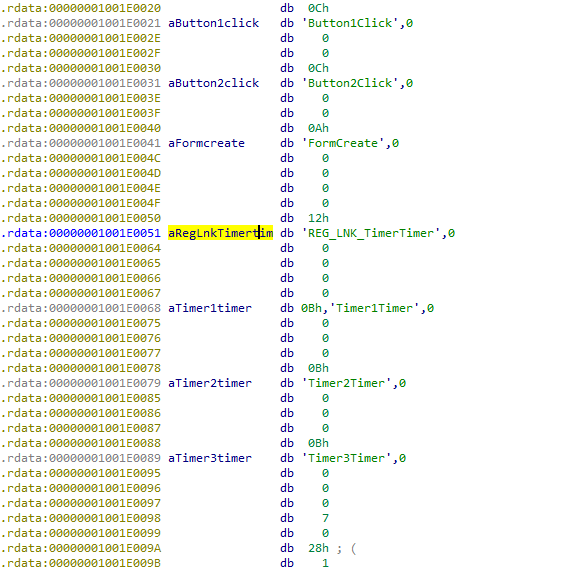 .rdata:00000001001E0020 db 0Ch
.rdata:00000001001E0021 aButton1click db 'Button1Click',0
.rdata:00000001001E002E db 0
.rdata:00000001001E002F db 0
.rdata:00000001001E0030 db 0Ch
.rdata:00000001001E0031 aButton2click db 'Button2Click',0
.rdata:00000001001E003E db 0
.rdata:00000001001E003F db 0
.rdata:00000001001E0040 db 0Ah
.rdata:00000001001E0041 aFormcreate db 'FormCreate',0
.rdata:00000001001E004C db 0
.rdata:00000001001E004D db 0
.rdata:00000001001E004E db 0
.rdata:00000001001E004F db 0
.rdata:00000001001E0050 db 12h
.rdata:00000001001E0051 aRegLnkTimertim db 'REG_LNK_TimerTimer',0
.rdata:00000001001E0064 db 0
.rdata:00000001001E0065 db 0
.rdata:00000001001E0066 db 0
.rdata:00000001001E0067 db 0
.rdata:00000001001E0068 aTimer1timer db 0Bh,'Timer1Timer',0
.rdata:00000001001E0075 db 0
.rdata:00000001001E0076 db 0
.rdata:00000001001E0077 db 0
.rdata:00000001001E0078 db 0Bh
.rdata:00000001001E0079 aTimer2timer db 'Timer2Timer',0
.rdata:00000001001E0085 db 0
.rdata:00000001001E0086 db 0
.rdata:00000001001E0087 db 0
.rdata:00000001001E0088 db 0Bh
.rdata:00000001001E0089 aTimer3timer db 'Timer3Timer',0
.rdata:00000001001E0095 db 0
.rdata:00000001001E0096 db 0
.rdata:00000001001E0097 db 0
.rdata:00000001001E0098 db 7
.rdata:00000001001E0099 db 0
.rdata:00000001001E009A db 28h ; (
.rdata:00000001001E009B db 1